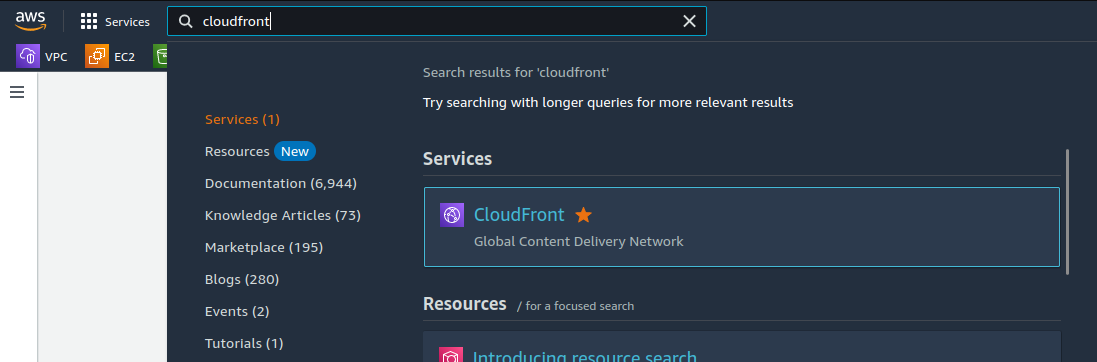 aws
Services
cloudfront
VPC
EC2
Search results for 'cloudfront'
Try searching with longer queries for more relevant results
Services (1)
Resources New
Documentation (6,944)
Knowledge Articles (73)
Marketplace (195)
Blogs (280)
Events (2)
Tutorials (1)
Services
CloudFront
Global Content Delivery Network
Resources / for a focused search
Introducing resource search